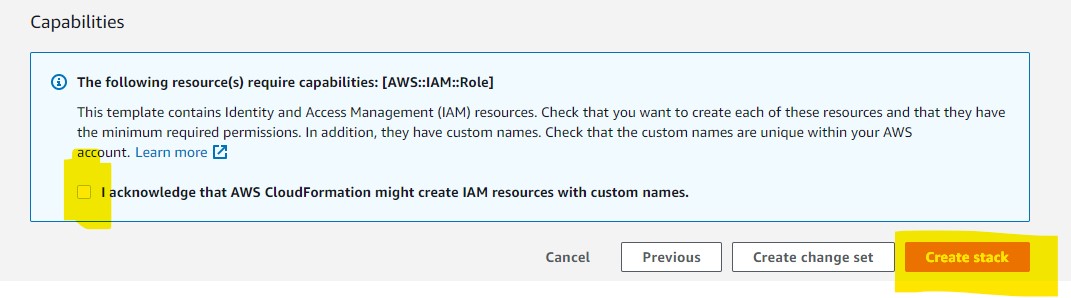 Capabilities
The following resource(s) require capabilities: [AWS::IAM::Role]
This template contains Identity and Access Management (IAM) resources. Check that you want to create each of these resources and that they have
the minimum required permissions. In addition, they have custom names. Check that the custom names are unique within your AWS
account. Learn more
I acknowledge that AWS CloudFormation might create IAM resources with custom names.
Cancel Previous Create change set Create stack